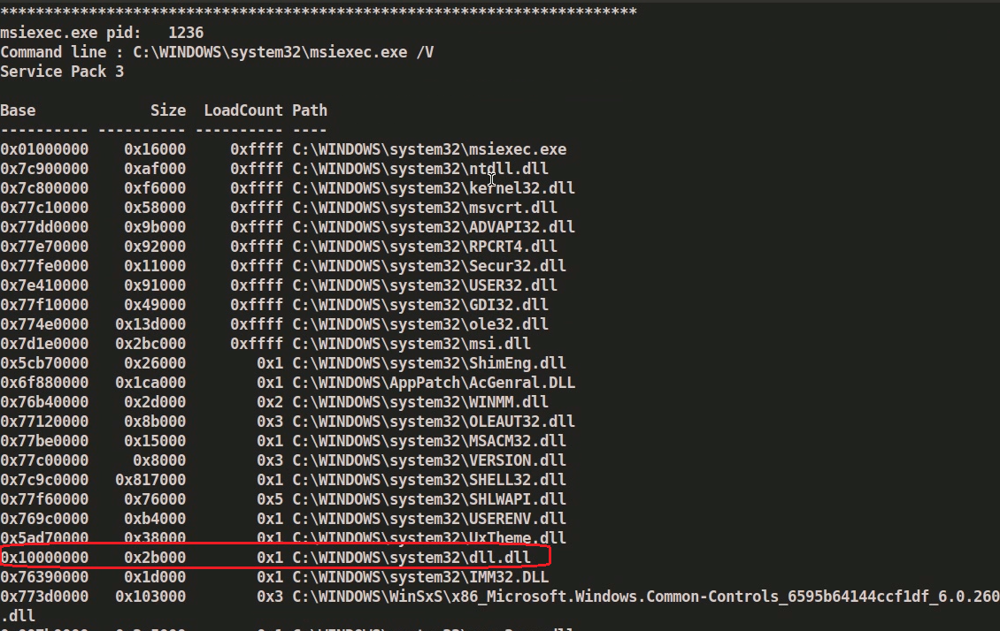 ************************************************************************
msiexec.exe pid:   1236
Command line : C:\WINDOWS\system32\msiexec.exe /V
Service Pack 3
Base             Size  LoadCount Path
---------- ---------- ---------- ----
0x01000000    0x16000     0xffff C:\WINDOWS\system32\msiexec.exe
0x7c900000    0xaf000     0xffff C:\WINDOWS\system32\ntdll.dll
0x7c800000    0xf6000     0xffff C:\WINDOWS\system32\kernel32.dll
0x77c10000    0x58000     0xffff C:\WINDOWS\system32\msvcrt.dll
0x77dd0000    0x9b000     0xffff C:\WINDOWS\system32\ADVAPI32.dll
0x77e70000    0x92000     0xffff C:\WINDOWS\system32\RPCRT4.dll
0x77fe0000    0x11000     0xffff C:\WINDOWS\system32\Secur32.dll
0x7e410000    0x91000     0xffff C:\WINDOWS\system32\USER32.dll
0x77f10000    0x49000     0xffff C:\WINDOWS\system32\GDI32.dll
0x774e0000   0x13d000     0xffff C:\WINDOWS\system32\ole32.dll
0x7d1e0000   0x2bc000     0xffff C:\WINDOWS\system32\msi.dll
0x5cb70000    0x26000        0x1 C:\WINDOWS\system32\ShimEng.dll
0x6f880000   0x1ca000        0x1 C:\WINDOWS\AppPatch\AcGenral.DLL
0x76b40000    0x2d000        0x2 C:\WINDOWS\system32\WINMM.dll
0x77120000    0x8b000        0x3 C:\WINDOWS\system32\OLEAUT32.dll
0x77be0000    0x15000        0x1 C:\WINDOWS\system32\MSACM32.dll
0x77c00000     0x8000        0x3 C:\WINDOWS\system32\VERSION.dll
0x7c9c0000   0x817000        0x1 C:\WINDOWS\system32\SHELL32.dll
0x77f60000    0x76000        0x5 C:\WINDOWS\system32\SHLWAPI.dll
0x769c0000    0xb4000        0x1 C:\WINDOWS\system32\USERENV.dll
0x5ad70000    0x38000        0x1 C:\WINDOWS\system32\UxTheme.dll
0x10000000    0x2b000        0x1 C:\WINDOWS\system32\dll.dll
0x76390000    0x1d000        0x1 C:\WINDOWS\system32\IMM32.DLL
0x773d0000   0x103000        0x3 C:\WINDOWS\WinSxS\x86_Microsoft.Windows.Common-Controls_6595b64144ccf1df_6.0.260
.dll